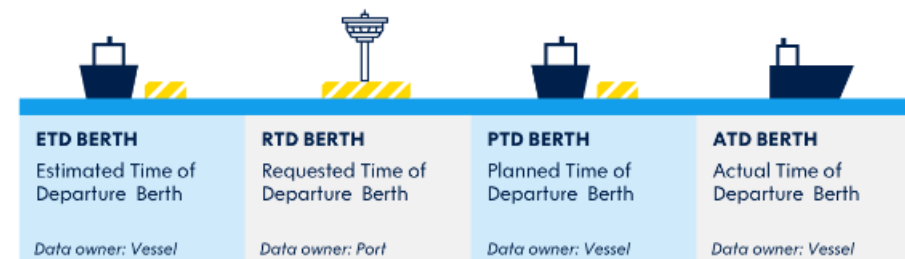 ETD BERTH
Estimated Time of
Departure Berth
Data owner: Vessel
RTD BERTH
Requested Time of
Departure Berth
Data owner: Port
PTD BERTH
Planned Time of
Departure Berth
Data owner: Vessel
ATD BERTH
Actual Time of
Departure Berth
Data owner: Vessel